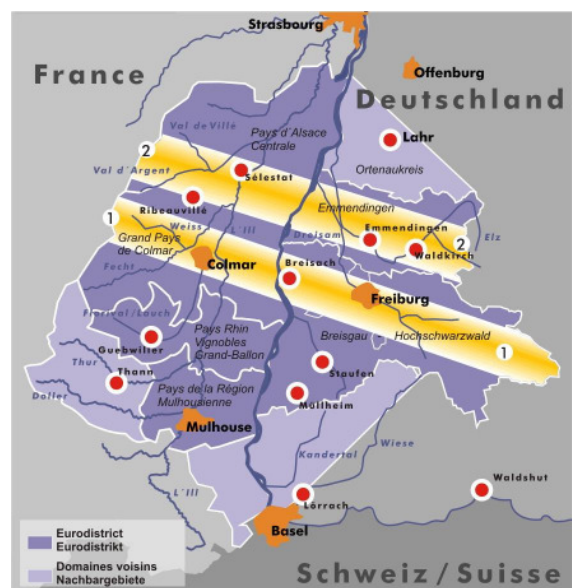 Strasbourg
France
Offenburg
Deutschland
Val de Villé
Pays d'Alsace
Centrale
Lahr
Ortenaukreis
2
Val d'Argent
Sélestat
Ribeauvillé
Emmendingen
Emmendingen
Waldkirch
2
Elz
1
Weiss
L'Ill
Dreisam
Grand Pays
de Colmar
Colmar
Breisach
Fecht
Freiburg
Florival/Lauch
Guebwiller
Pays Rhin
Vignobles
Grand-Ballon
Breisgau - Hochschwarzwald
1
Thur
Thann
Staufen
Doller
Pays de la Région
Mulhousienne
Müllheim
Mulhouse
Kandertal
Wiese
L'Ill
Lörrach
Waldshut
Basel
Eurodistrict
Eurodistrikt
Domaines voisins
Nachbargebiete
Schweiz / Suisse